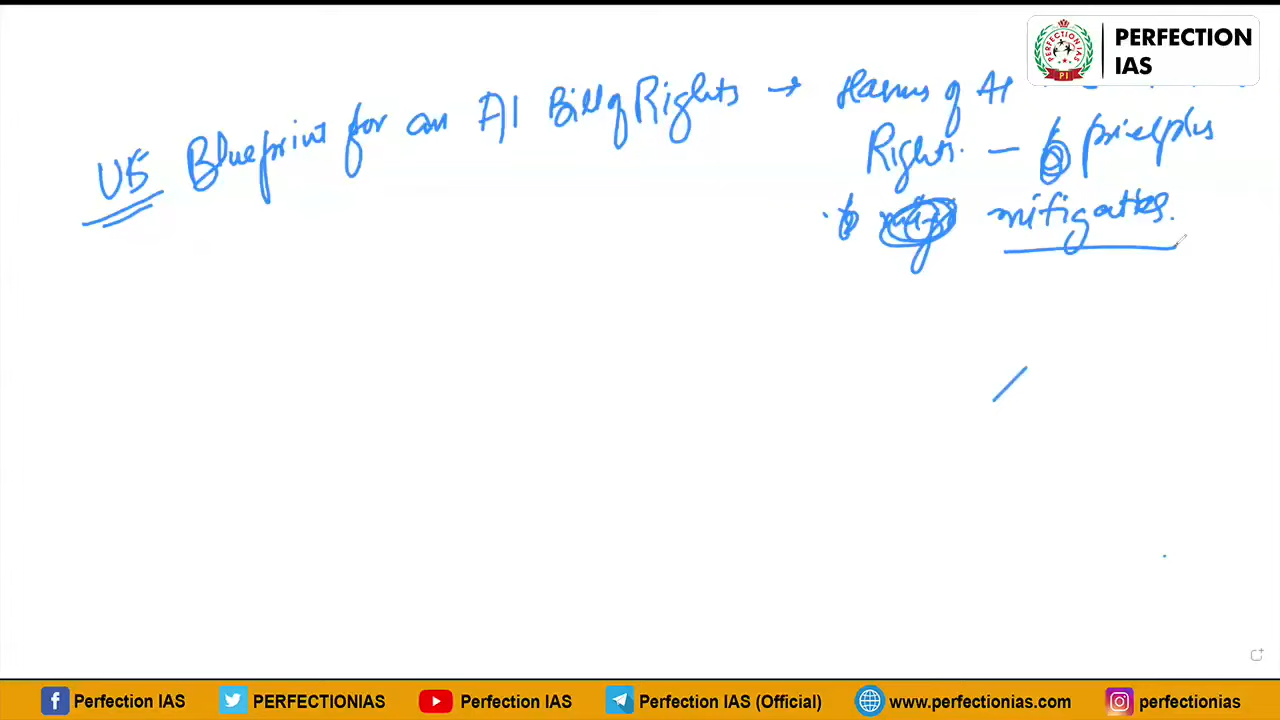 PERFECTION
IAS
US Blueprint for an AI Bill of Rights → Harms of AI
Rights. — principles
to mitigates.
Perfection IAS PERFECTIONIAS Perfection IAS Perfection IAS (Official) www.perfectionias.com perfectionias